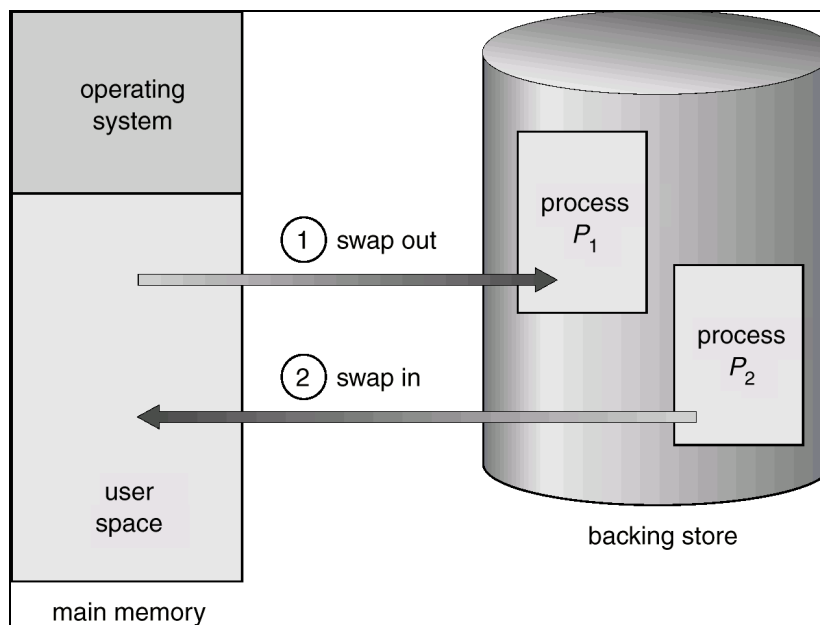 operating
system
1 swap out
process
P1
2 swap in
process
P2
user
space
backing store
main memory